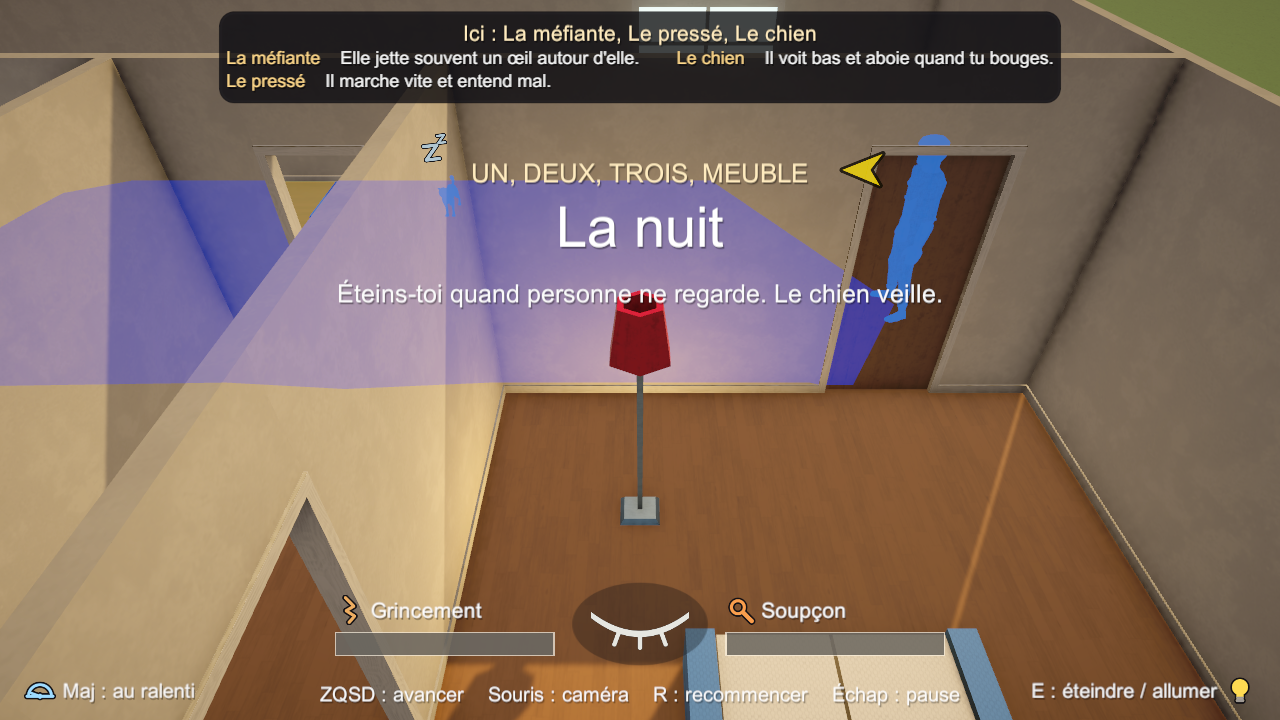 Ici : La méfiante, Le pressé, Le chien
La méfiante Elle jette souvent un œil autour d'elle. Le chien Il voit bas et aboie quand tu bouges.
Le pressé Il marche vite et entend mal.
UN, DEUX, TROIS, MEUBLE
La nuit
Éteins-toi quand personne ne regarde. Le chien veille.
Grincement
Soupçon
Maj : au ralenti
ZQSD : avancer Souris : caméra R : recommencer Échap : pause
E : éteindre / allumer